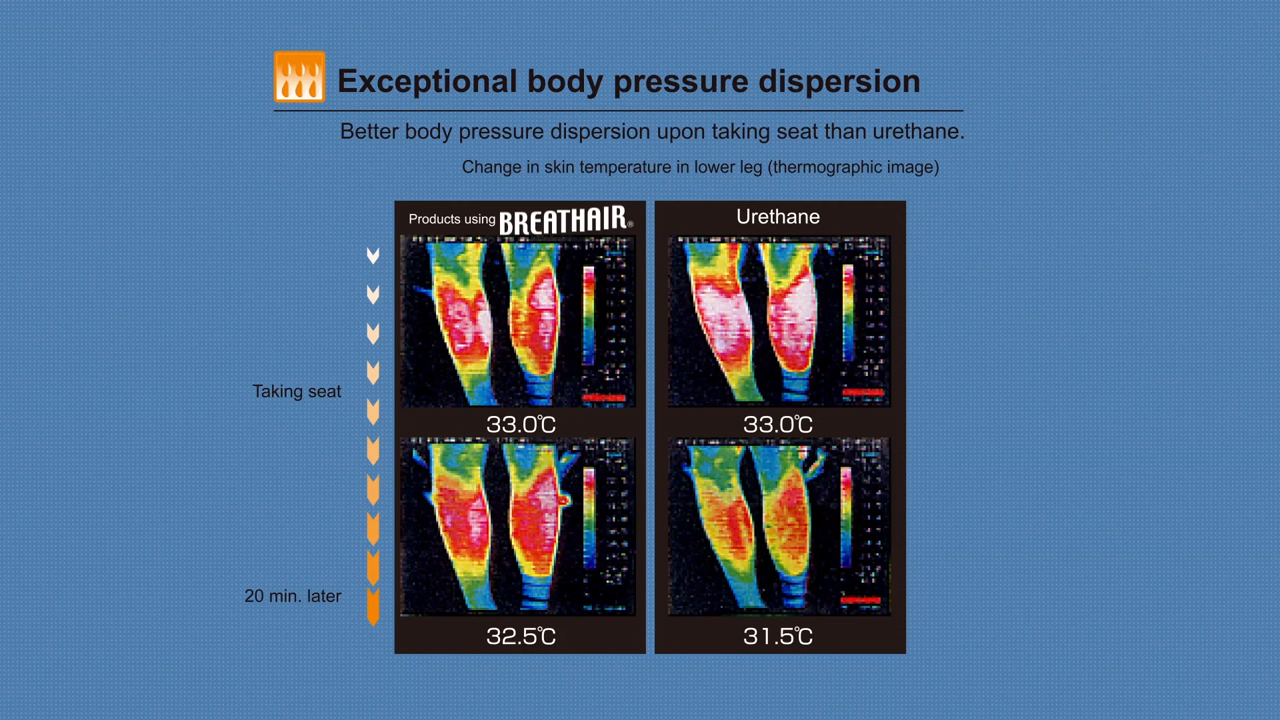 Exceptional body pressure dispersion
Better body pressure dispersion upon taking seat than urethane.
Change in skin temperature in lower leg (thermographic image)
Products using BREATHAIR®
Urethane
Taking seat
33.0℃
33.0℃
20 min. later
32.5℃
31.5℃